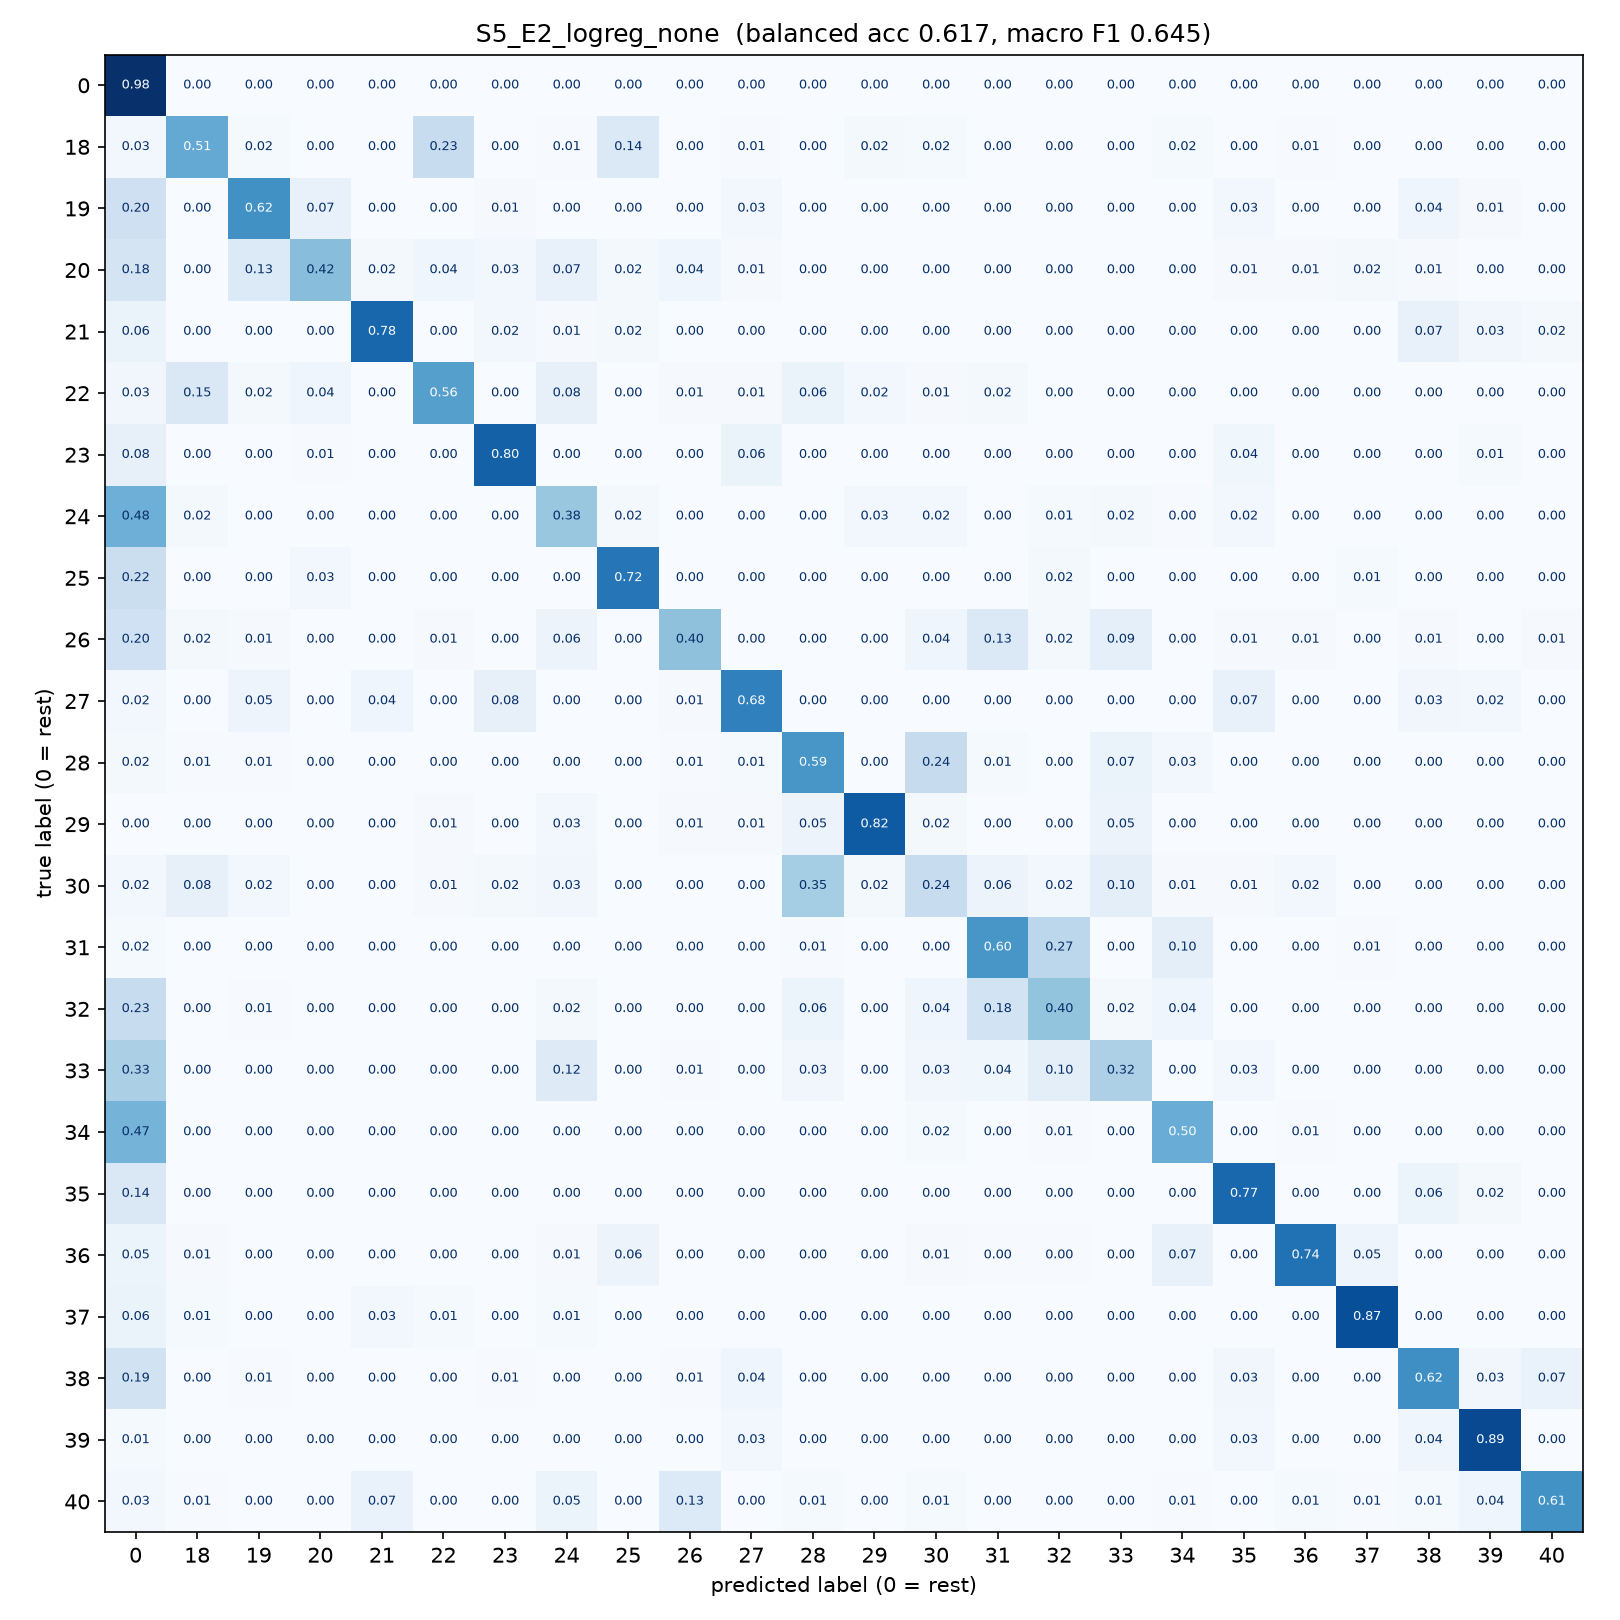 S5_E2_logreg_none (balanced acc 0.617, macro F1 0.645)
0 0.98 0.00 0.00 0.00 0.00 0.00 0.00 0.00 0.00 0.00 0.00 0.00 0.00 0.00 0.00 0.00 0.00 0.00 0.00 0.00 0.00 0.00 0.00 0.00
18 0.03 0.51 0.02 0.00 0.00 0.23 0.00 0.01 0.14 0.00 0.01 0.00 0.02 0.02 0.00 0.00 0.00 0.02 0.00 0.01 0.00 0.00 0.00 0.00
19 0.20 0.00 0.62 0.07 0.00 0.00 0.01 0.00 0.00 0.00 0.03 0.00 0.00 0.00 0.00 0.00 0.00 0.00 0.03 0.00 0.00 0.04 0.01 0.00
20 0.18 0.00 0.13 0.42 0.02 0.04 0.03 0.07 0.02 0.04 0.01 0.00 0.00 0.00 0.00 0.00 0.00 0.00 0.01 0.01 0.02 0.01 0.00 0.00
21 0.06 0.00 0.00 0.00 0.78 0.00 0.02 0.01 0.02 0.00 0.00 0.00 0.00 0.00 0.00 0.00 0.00 0.00 0.00 0.00 0.00 0.07 0.03 0.02
22 0.03 0.15 0.02 0.04 0.00 0.56 0.00 0.08 0.00 0.01 0.01 0.06 0.02 0.01 0.02 0.00 0.00 0.00 0.00 0.00 0.00 0.00 0.00 0.00
23 0.08 0.00 0.00 0.01 0.00 0.00 0.80 0.00 0.00 0.00 0.06 0.00 0.00 0.00 0.00 0.00 0.00 0.00 0.04 0.00 0.00 0.00 0.01 0.00
24 0.48 0.02 0.00 0.00 0.00 0.00 0.00 0.38 0.02 0.00 0.00 0.00 0.03 0.02 0.00 0.01 0.02 0.00 0.02 0.00 0.00 0.00 0.00 0.00
25 0.22 0.00 0.00 0.03 0.00 0.00 0.00 0.00 0.72 0.00 0.00 0.00 0.00 0.00 0.00 0.02 0.00 0.00 0.00 0.00 0.01 0.00 0.00 0.00
26 0.20 0.02 0.01 0.00 0.00 0.01 0.00 0.06 0.00 0.40 0.00 0.00 0.00 0.04 0.13 0.02 0.09 0.00 0.01 0.01 0.00 0.01 0.00 0.01
27 0.02 0.00 0.05 0.00 0.04 0.00 0.08 0.00 0.00 0.01 0.68 0.00 0.00 0.00 0.00 0.00 0.00 0.00 0.07 0.00 0.00 0.03 0.02 0.00
28 0.02 0.01 0.01 0.00 0.00 0.00 0.00 0.00 0.00 0.01 0.01 0.59 0.00 0.24 0.01 0.00 0.07 0.03 0.00 0.00 0.00 0.00 0.00 0.00
29 0.00 0.00 0.00 0.00 0.00 0.01 0.00 0.03 0.00 0.01 0.01 0.05 0.82 0.02 0.00 0.00 0.05 0.00 0.00 0.00 0.00 0.00 0.00 0.00
30 0.02 0.08 0.02 0.00 0.00 0.01 0.02 0.03 0.00 0.00 0.00 0.35 0.02 0.24 0.06 0.02 0.10 0.01 0.01 0.02 0.00 0.00 0.00 0.00
31 0.02 0.00 0.00 0.00 0.00 0.00 0.00 0.00 0.00 0.00 0.00 0.01 0.00 0.00 0.60 0.27 0.00 0.10 0.00 0.00 0.01 0.00 0.00 0.00
32 0.23 0.00 0.01 0.00 0.00 0.00 0.00 0.02 0.00 0.00 0.00 0.06 0.00 0.04 0.18 0.40 0.02 0.04 0.00 0.00 0.00 0.00 0.00 0.00
33 0.33 0.00 0.00 0.00 0.00 0.00 0.00 0.12 0.00 0.01 0.00 0.03 0.00 0.03 0.04 0.10 0.32 0.00 0.03 0.00 0.00 0.00 0.00 0.00
34 0.47 0.00 0.00 0.00 0.00 0.00 0.00 0.00 0.00 0.00 0.00 0.00 0.00 0.02 0.00 0.01 0.00 0.50 0.00 0.01 0.00 0.00 0.00 0.00
35 0.14 0.00 0.00 0.00 0.00 0.00 0.00 0.00 0.00 0.00 0.00 0.00 0.00 0.00 0.00 0.00 0.00 0.00 0.77 0.00 0.00 0.06 0.02 0.00
36 0.05 0.01 0.00 0.00 0.00 0.00 0.00 0.01 0.06 0.00 0.00 0.00 0.00 0.01 0.00 0.00 0.00 0.07 0.00 0.74 0.05 0.00 0.00 0.00
37 0.06 0.01 0.00 0.00 0.03 0.01 0.00 0.01 0.00 0.00 0.00 0.00 0.00 0.00 0.00 0.00 0.00 0.00 0.00 0.00 0.87 0.00 0.00 0.00
38 0.19 0.00 0.01 0.00 0.00 0.00 0.01 0.00 0.00 0.01 0.04 0.00 0.00 0.00 0.00 0.00 0.00 0.00 0.03 0.00 0.00 0.62 0.03 0.07
39 0.01 0.00 0.00 0.00 0.00 0.00 0.00 0.00 0.00 0.00 0.03 0.00 0.00 0.00 0.00 0.00 0.00 0.00 0.03 0.00 0.00 0.04 0.89 0.00
40 0.03 0.01 0.00 0.00 0.07 0.00 0.00 0.05 0.00 0.13 0.00 0.01 0.00 0.01 0.00 0.00 0.00 0.01 0.00 0.01 0.01 0.01 0.04 0.61
0 18 19 20 21 22 23 24 25 26 27 28 29 30 31 32 33 34 35 36 37 38 39 40
predicted label (0 = rest)
true label (0 = rest)